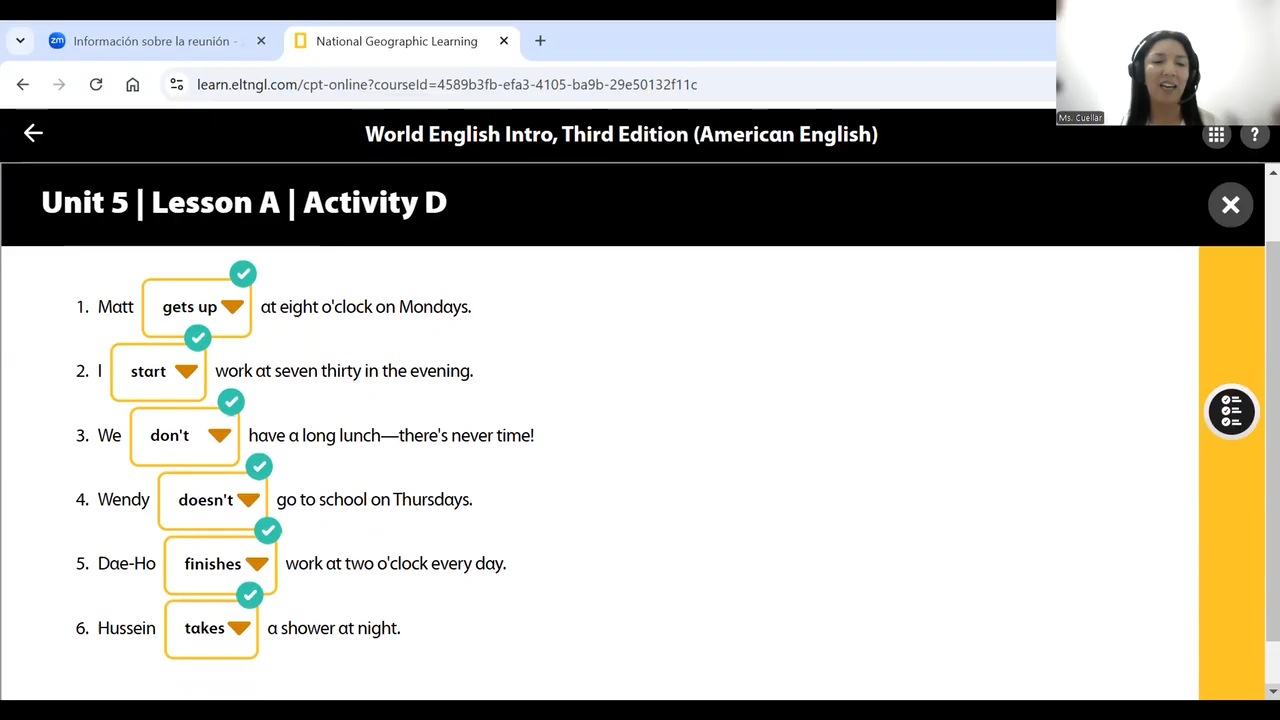 zm Información sobre la reunión -
National Geographic Learning
learn.eltngl.com/cpt-online?courseId=4589b3fb-efa3-4105-ba9b-29e50132f11c
Ms. Cuellar
World English Intro, Third Edition (American English)
?
Unit 5 | Lesson A | Activity D
1. Matt gets up at eight o'clock on Mondays.
2. I start work at seven thirty in the evening.
3. We don't have a long lunch—there's never time!
4. Wendy doesn't go to school on Thursdays.
5. Dae-Ho finishes work at two o'clock every day.
6. Hussein takes a shower at night.